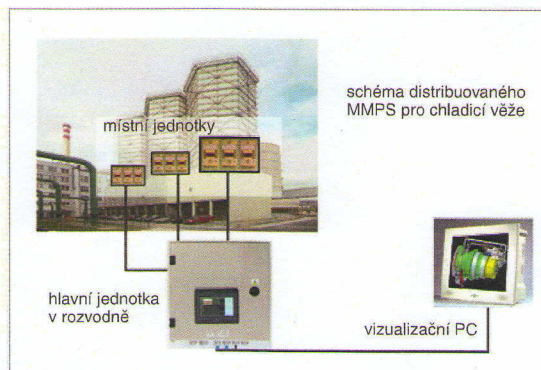 schéma distribuovaného
MMPS pro chladicí věže
místní jednotky
hlavní jednotka
v rozvodně
vizualizační PC